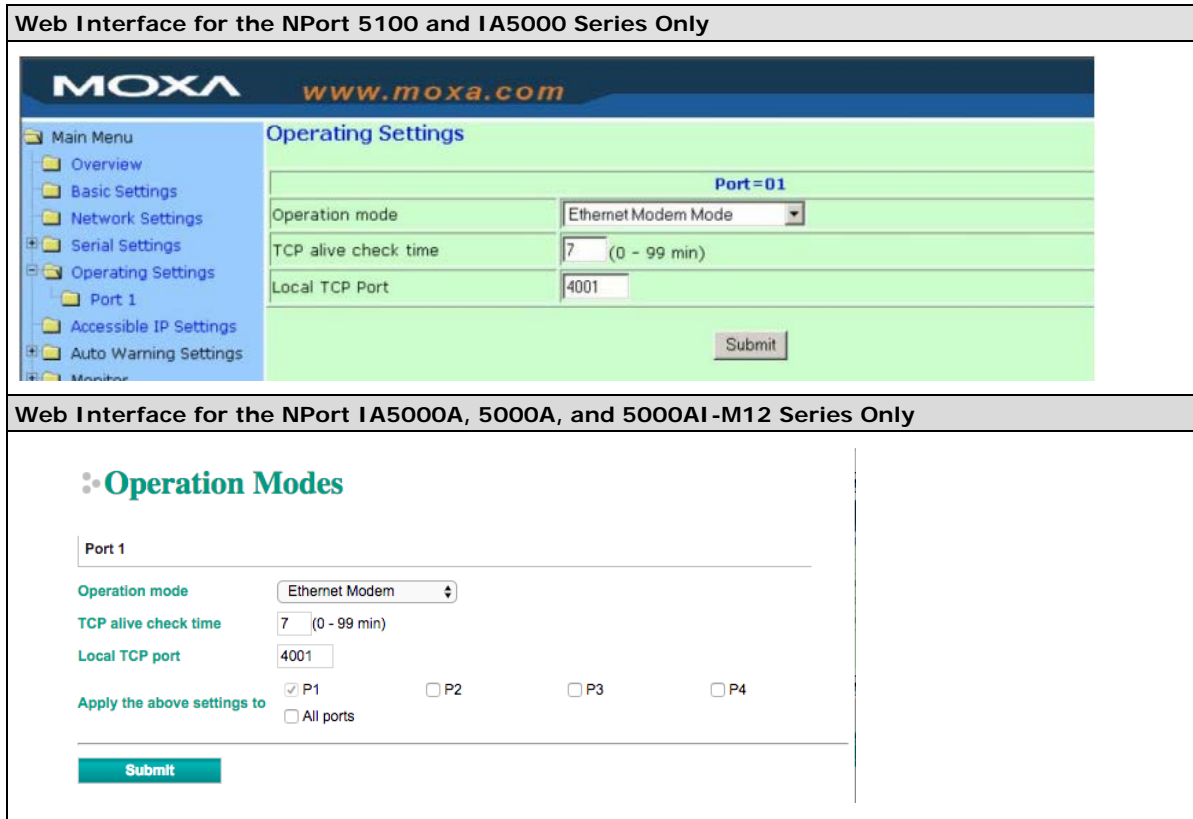 Web Interface for the NPort 5100 and IA5000 Series Only
MOXA www.moxa.com
Main Menu
Overview
Basic Settings
Network Settings
Serial Settings
Operating Settings
Port 1
Accessible IP Settings
Auto Warning Settings
Monitor
Operating Settings
Port=01
Operation mode Ethernet Modem Mode
TCP alive check time 7 (0 - 99 min)
Local TCP Port 4001
Submit
Web Interface for the NPort IA5000A, 5000A, and 5000AI-M12 Series Only
Operation Modes
Port 1
Operation mode Ethernet Modem
TCP alive check time 7 (0 - 99 min)
Local TCP port 4001
Apply the above settings to P1 P2 P3 P4
All ports
Submit